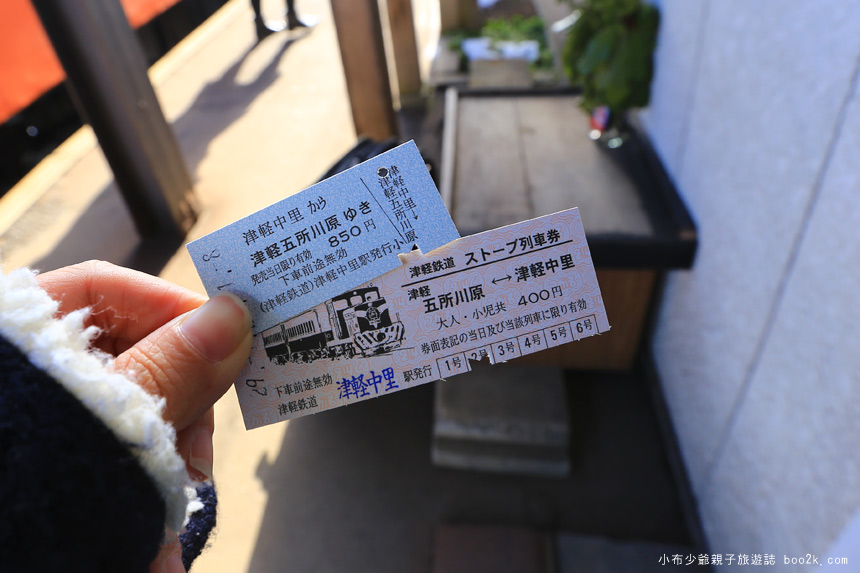 津軽中里 から
津軽五所川原 ゆき
発売当日限り有効 850円
下車前途無効
(津軽鉄道)津軽中里駅発行
津軽中里→
津軽五所川原
小
津軽鉄道 ストーブ列車券
津軽
五所川原 ↔ 津軽中里
大人・小児共 400円
券面表記の当日及び当該列車に限り有効
1号 2号 3号 4号 5号 6号
下車前途無効
津軽中里 駅発行
津軽鉄道
小布少爺親子旅遊誌 boo2k.com